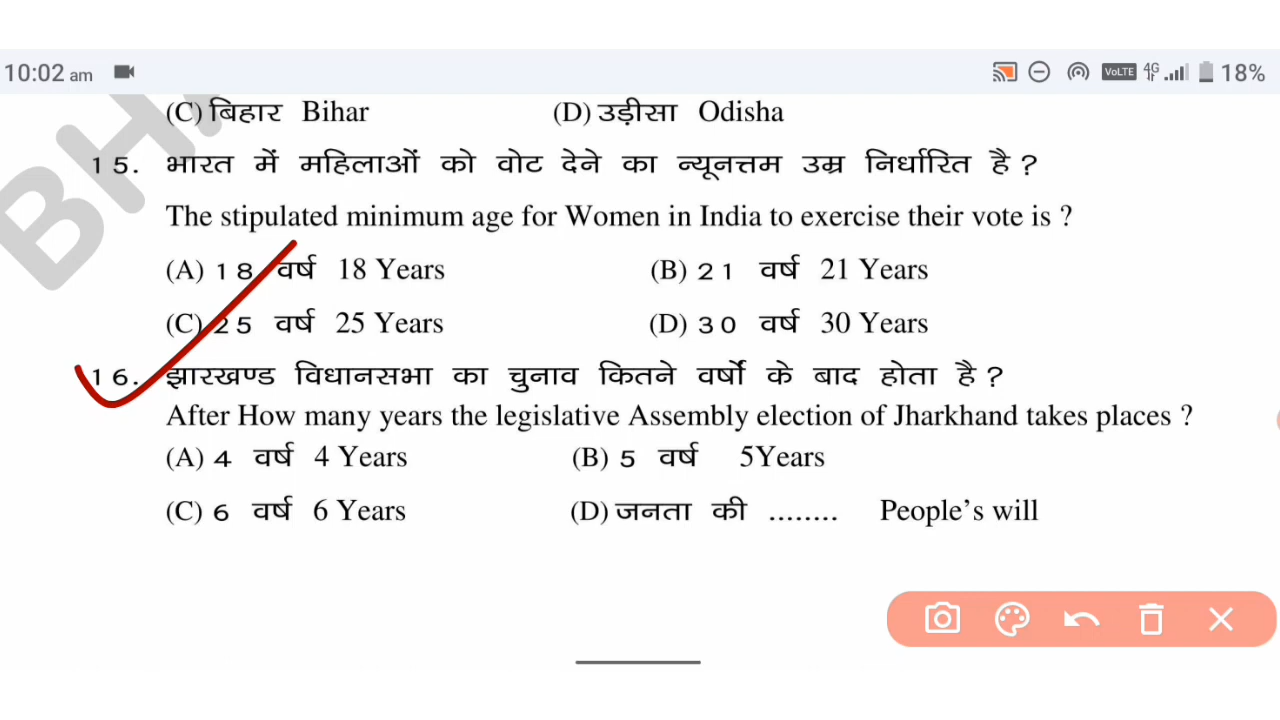 10:02 am VoLTE 4G 18%
BH
(C) बिहार Bihar (D) उड़ीसा Odisha
15. भारत में महिलाओं को वोट देने का न्यूनत्तम उम्र निर्धारित है ?
The stipulated minimum age for Women in India to exercise their vote is ?
(A) 18 वर्ष 18 Years (B) 21 वर्ष 21 Years
(C) 25 वर्ष 25 Years (D) 30 वर्ष 30 Years
16. झारखण्ड विधानसभा का चुनाव कितने वर्षों के बाद होता है ?
After How many years the legislative Assembly election of Jharkhand takes places ?
(A) 4 वर्ष 4 Years (B) 5 वर्ष 5Years
(C) 6 वर्ष 6 Years (D) जनता की ........ People’s will